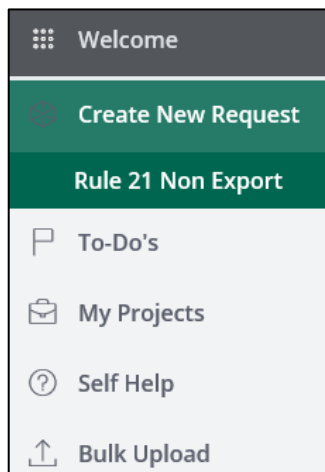 Welcome
Create New Request
Rule 21 Non Export
To-Do's
My Projects
Self Help
Bulk Upload